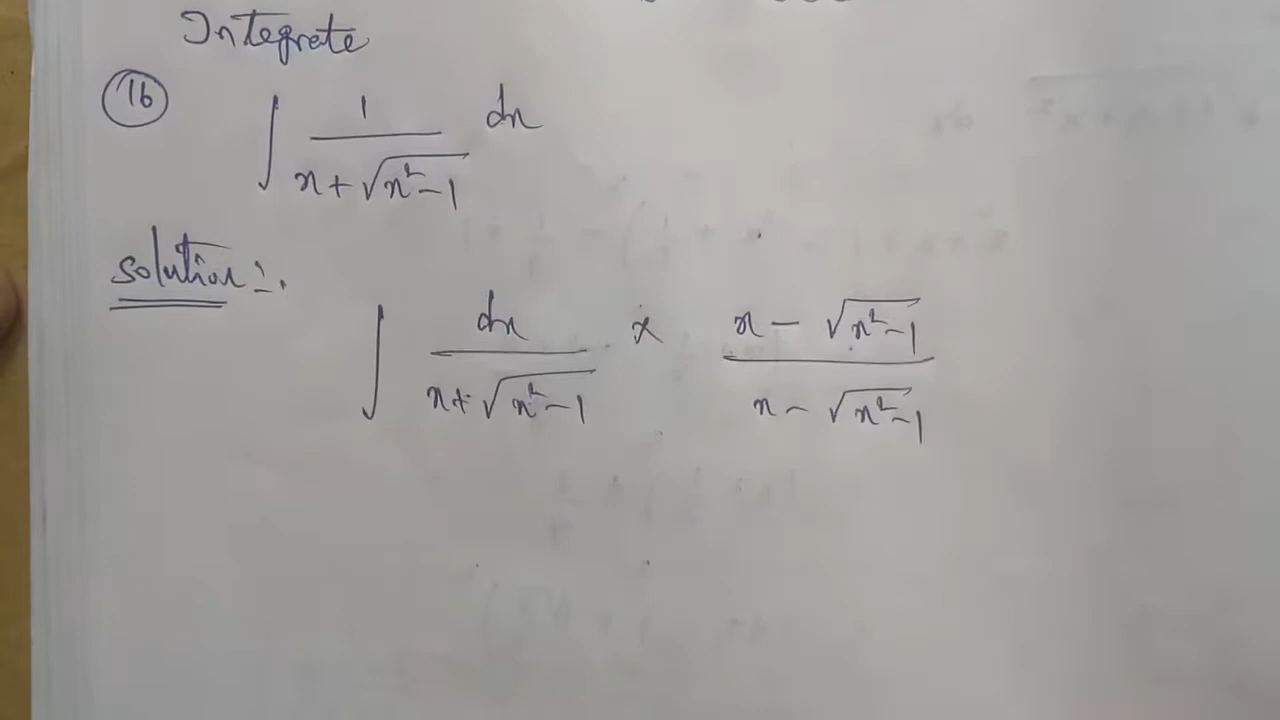 Integrate
16 ∫ 1/(x + √(x² − 1)) dx
Solution :-
∫ dx/(x + √(x² − 1)) × (x − √(x² − 1))/(x − √(x² − 1))